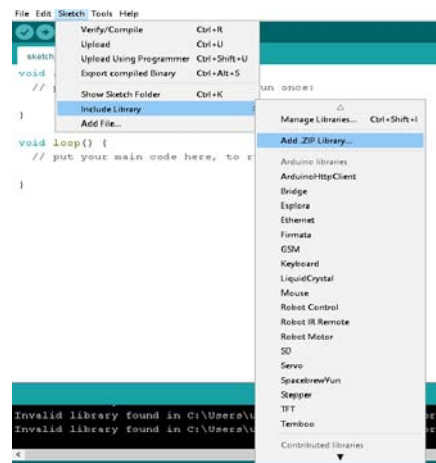 File Edit Sketch Tools Help
Verify/Compile Ctrl+R
Upload Ctrl+U
Upload Using Programmer Ctrl+Shift+U
Export compiled Binary Ctrl+Alt+S
Show Sketch Folder Ctrl+K
Include Library
Add File...
sketch
void
// un once:
}
void loop() {
// put your main code here, to r
}
Manage Libraries... Ctrl+Shift+I
Add .ZIP Library...
Arduino libraries
ArduinoHttpClient
Bridge
Esplora
Ethernet
Firmata
GSM
Keyboard
LiquidCrystal
Mouse
Robot Control
Robot IR Remote
Robot Motor
SD
Servo
SpacebrewYun
Stepper
TFT
Temboo
Contributed libraries
Invalid library found in C:\Users\u
Invalid library found in C:\Users\u